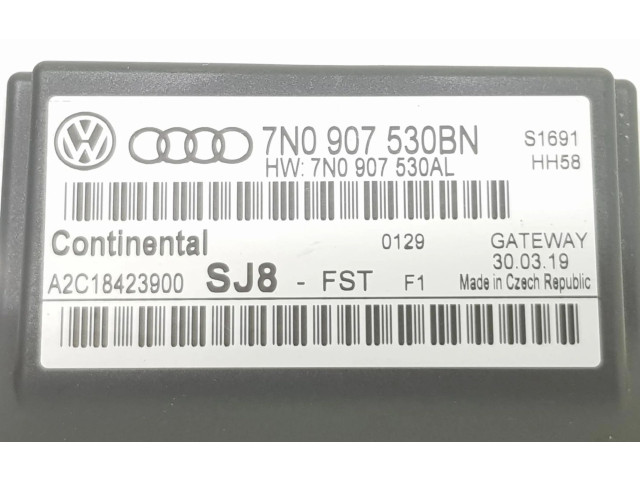 VW 7N0 907 530BN S1691
HW: 7N0 907 530AL HH58
Continental 0129 GATEWAY
30.03.19
A2C18423900 SJ8 - FST F1 Made in Czech Republic